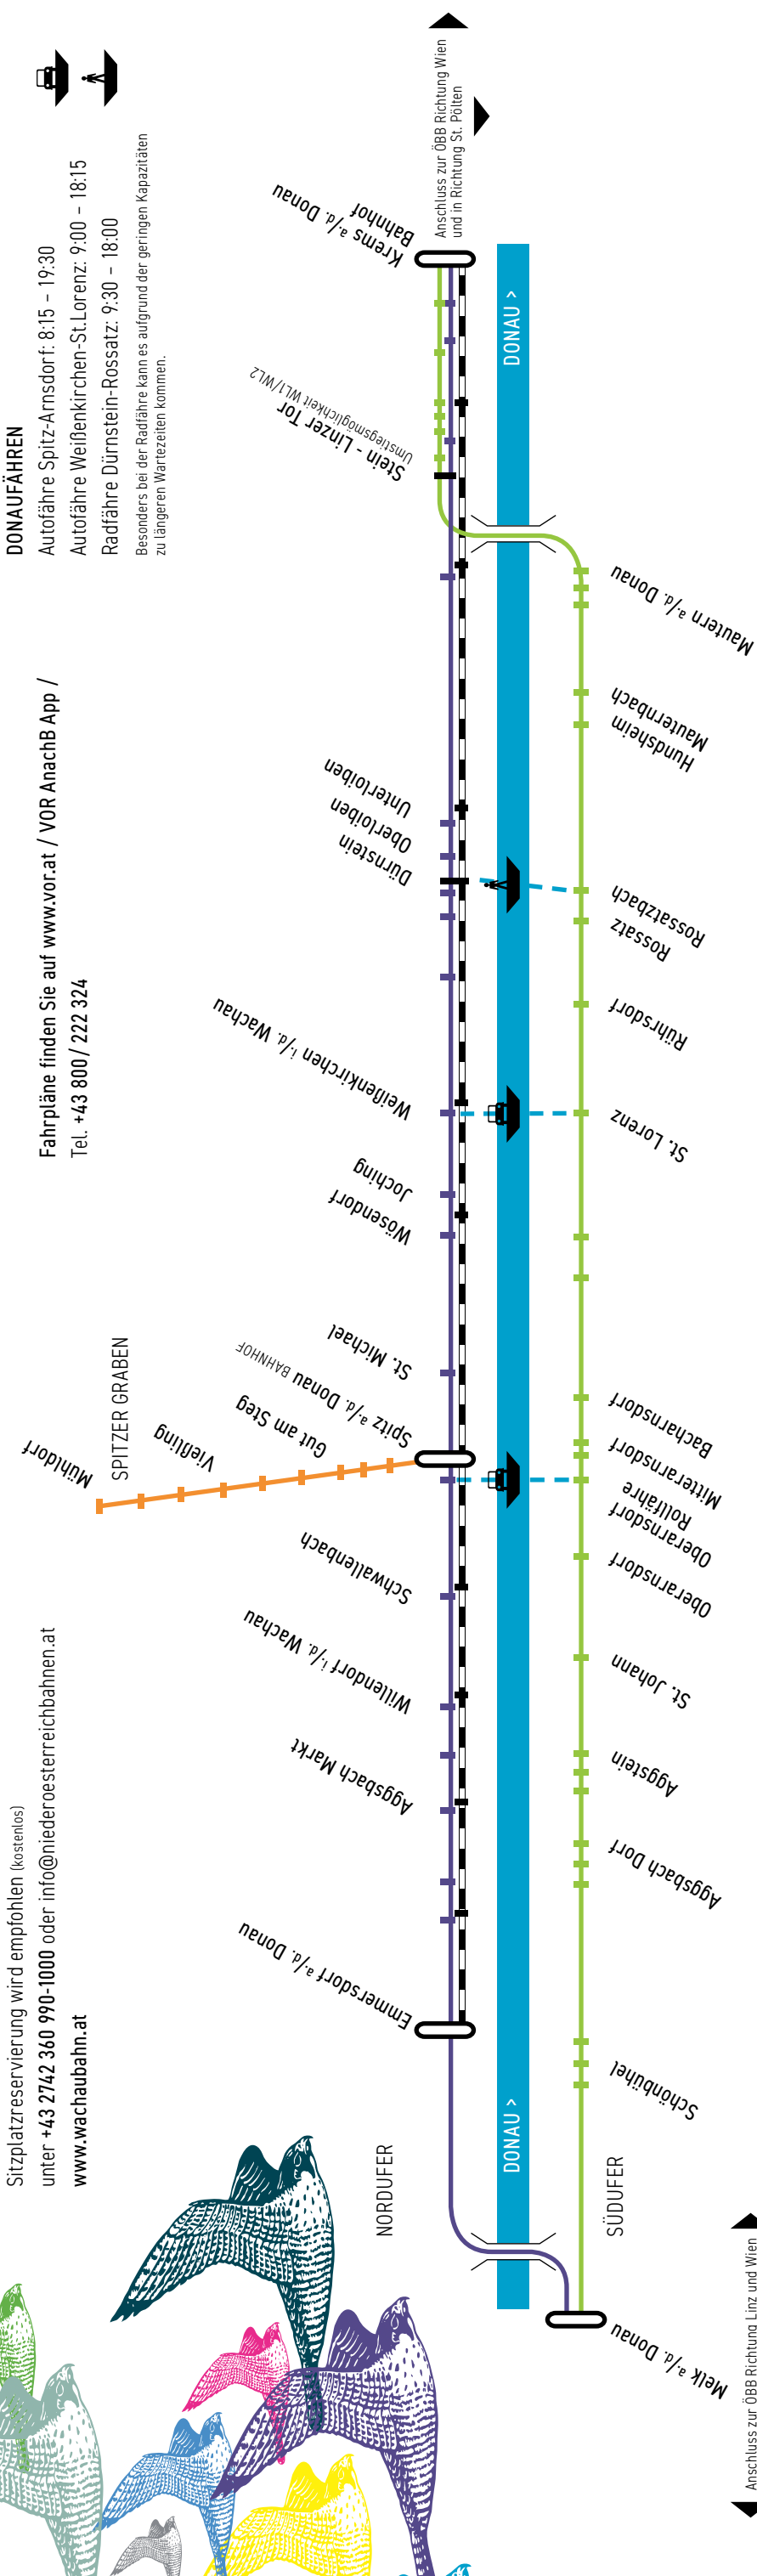 Sitzplatzreservierung wird empfohlen (kostenlos)
unter +43 2742 360 990-1000 oder info@niederoesterreichbahnen.at
www.wachaubahn.at
Fahrpläne finden Sie auf www.vor.at / VOR AnachB App /
Tel. +43 800/ 222 324
DONAUFÄHREN
Autofähre Spitz-Arnsdorf: 8:15 – 19:30
Autofähre Weißenkirchen-St.Lorenz: 9:00 – 18:15
Radfähre Dürnstein-Rossatz: 9:30 – 18:00
Besonders bei der Radfähre kann es aufgrund der geringen Kapazitäten
zu längeren Wartezeiten kommen.
SPITZER GRABEN
Mühldorf
Vießling
Gut am Steg
NORDUFER
Emmersdorf a./d. Donau
Aggsbach Markt
Willendorf i./d. Wachau
Schwallenbach
Spitz a./d. Donau BAHNHOF
St. Michael
Wösendorf
Joching
Weißenkirchen i./d. Wachau
Dürnstein
Oberloiben
Unterloiben
Stein - Linzer Tor
Umstiegsmöglichkeit WL1/WL2
Krems a./d. Donau
Bahnhof
Anschluss zur ÖBB Richtung Wien
und in Richtung St. Pölten
DONAU >
DONAU >
SÜDUFER
Melk a./d. Donau
Schönbühel
Aggsbach Dorf
Aggstein
St. Johann
Oberarnsdorf
Oberarnsdorf
Rollfähre
Mitterarnsdorf
Bacharnsdorf
St. Lorenz
Rührsdorf
Rossatz
Rossatzbach
Hundsheim
Mauternbach
Mautern a./d. Donau
Anschluss zur ÖBB Richtung Linz und Wien